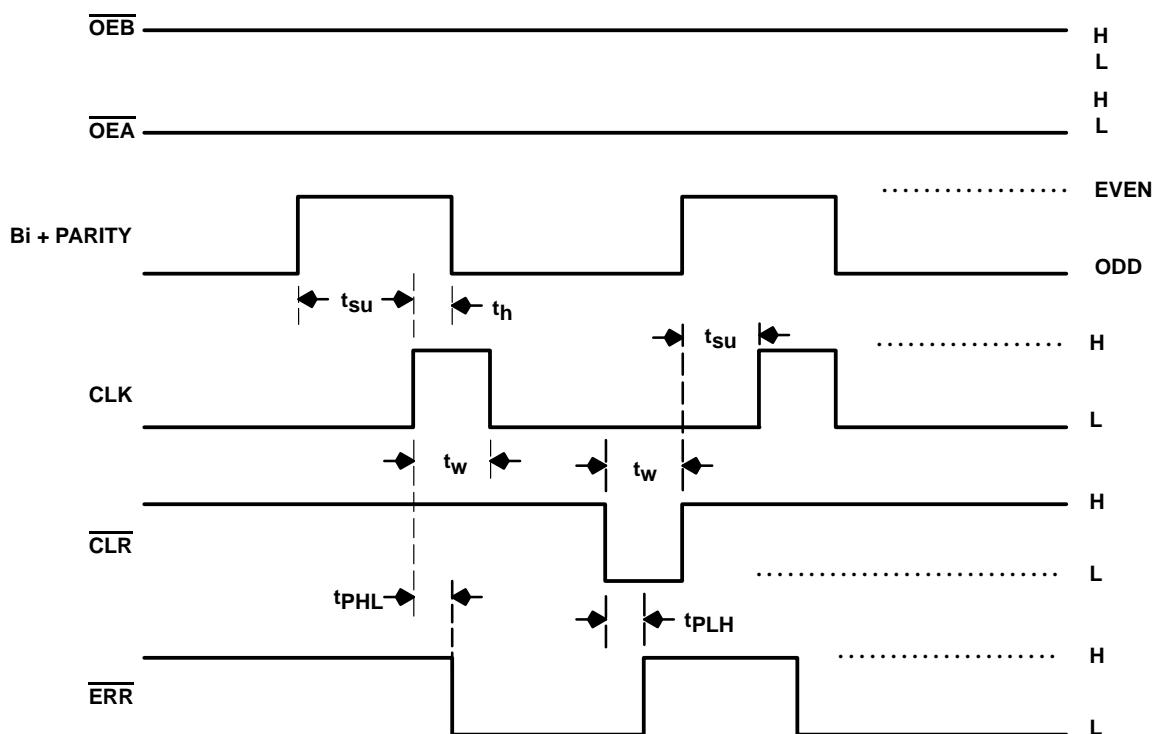 OEB
H
L
H
OEA
L
EVEN
Bi + PARITY
ODD
tsu
th
tsu
H
CLK
L
tw
tw
H
CLR
L
tPHL
tPLH
H
ERR
L